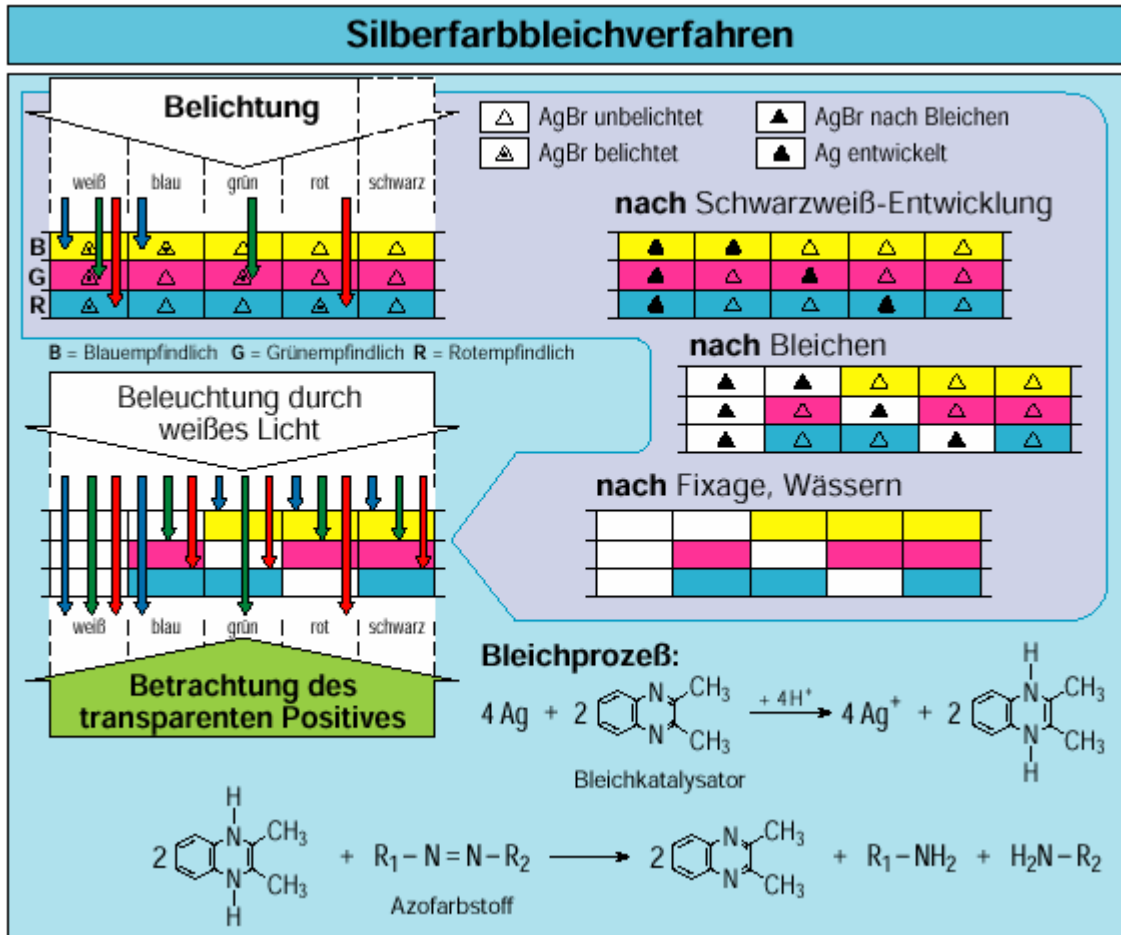 Silberfarbbleichverfahren
Belichtung
weiß blau grün rot schwarz
B
G
R
B = Blauempfindlich G = Grünempfindlich R = Rotempfindlich
AgBr unbelichtet
AgBr belichtet
AgBr nach Bleichen
Ag entwickelt
nach Schwarzweiß-Entwicklung
nach Bleichen
nach Fixage, Wässern
Beleuchtung durch
weißes Licht
weiß blau grün rot schwarz
Betrachtung des
transparenten Positives
Bleichprozeß:
4 Ag + 2 N N CH₃ CH₃ + 4H⁺ 4 Ag⁺ + 2 H N N H CH₃ CH₃
Bleichkatalysator
2 H N N H CH₃ CH₃ + R₁– N = N– R₂ 2 N N CH₃ CH₃ + R₁–NH₂ + H₂N–R₂
Azofarbstoff